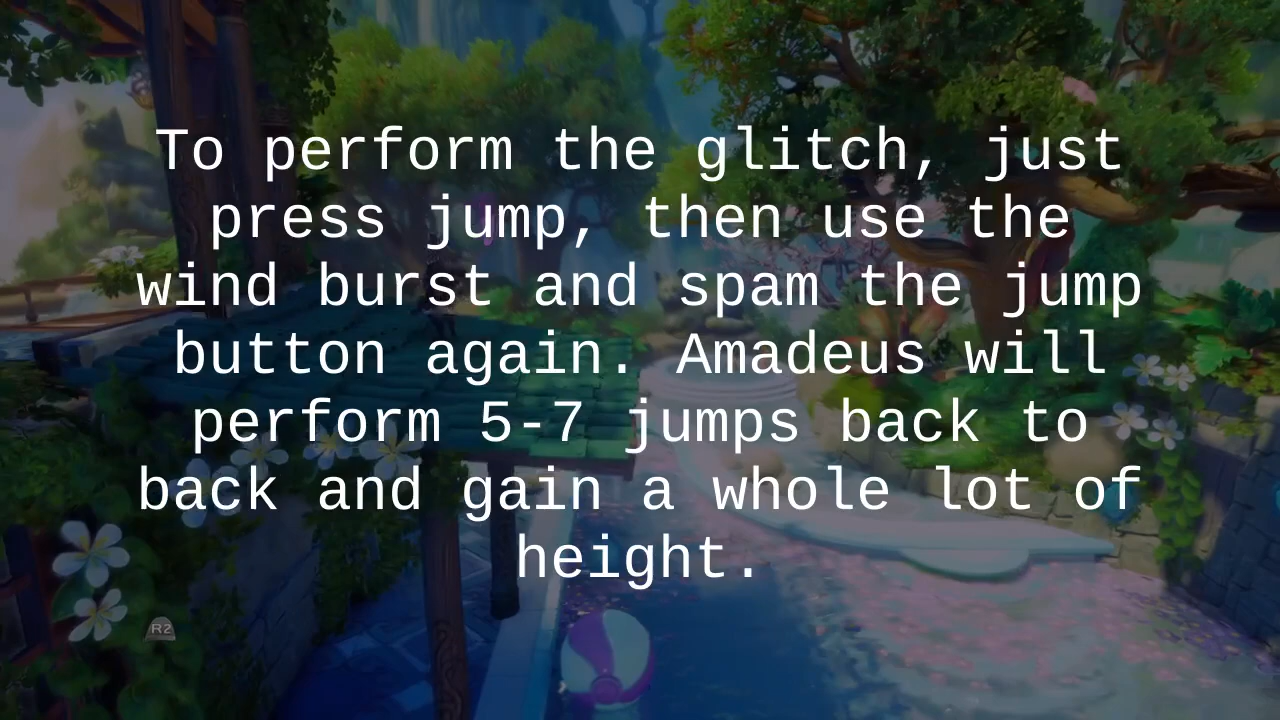 To perform the glitch, just
press jump, then use the
wind burst and spam the jump
button again. Amadeus will
perform 5-7 jumps back to
back and gain a whole lot of
height.
R2